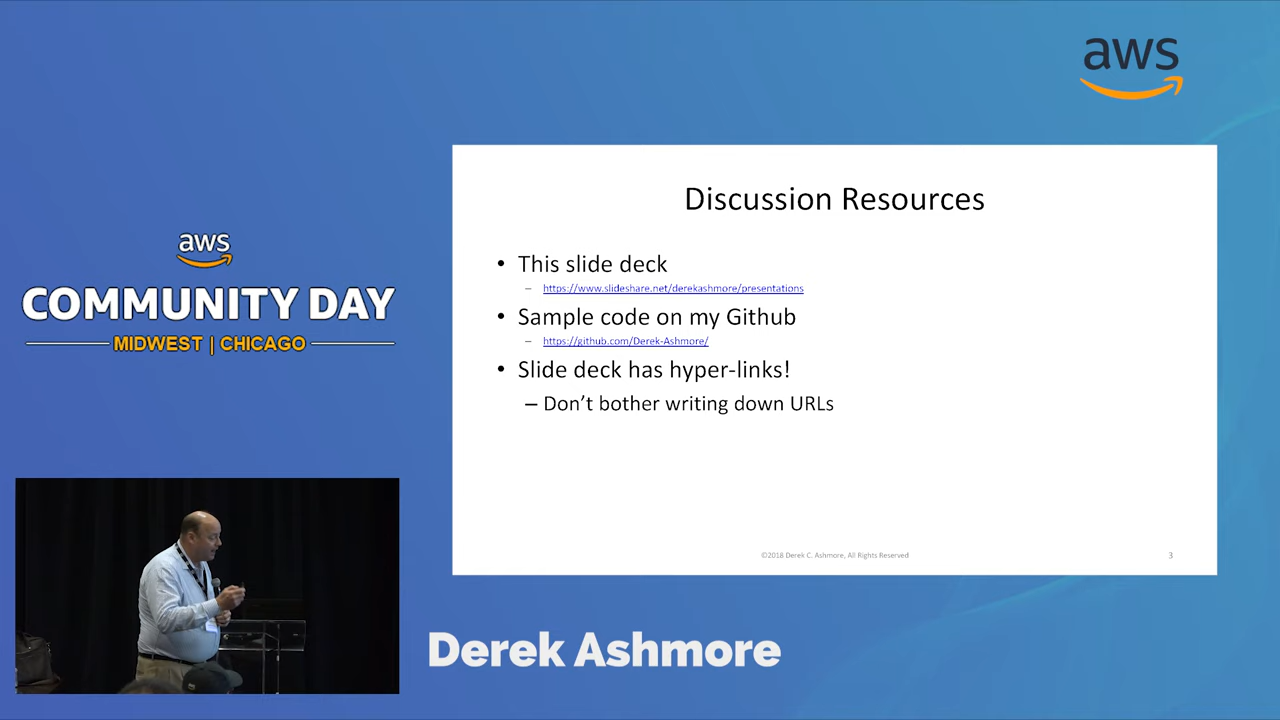 aws
aws
COMMUNITY DAY
MIDWEST | CHICAGO
Discussion Resources
• This slide deck
– https://www.slideshare.net/derekashmore/presentations
• Sample code on my Github
– https://github.com/Derek-Ashmore/
• Slide deck has hyper-links!
– Don’t bother writing down URLs
©2018 Derek C. Ashmore, All Rights Reserved
3
Derek Ashmore